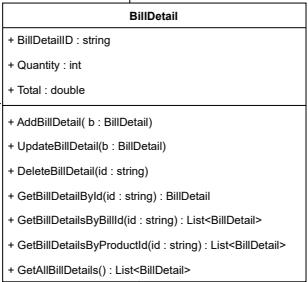 BillDetail
+ BillDetailID : string
+ Quantity : int
+ Total : double
+ AddBillDetail( b : BillDetail)
+ UpdateBillDetail(b : BillDetail)
+ DeleteBillDetail(id : string)
+ GetBillDetailById(id : string) : BillDetail
+ GetBillDetailsByBillId(id : string) : List<BillDetail>
+ GetBillDetailsByProductId(id : string) : List<BillDetail>
+ GetAllBillDetails() : List<BillDetail>